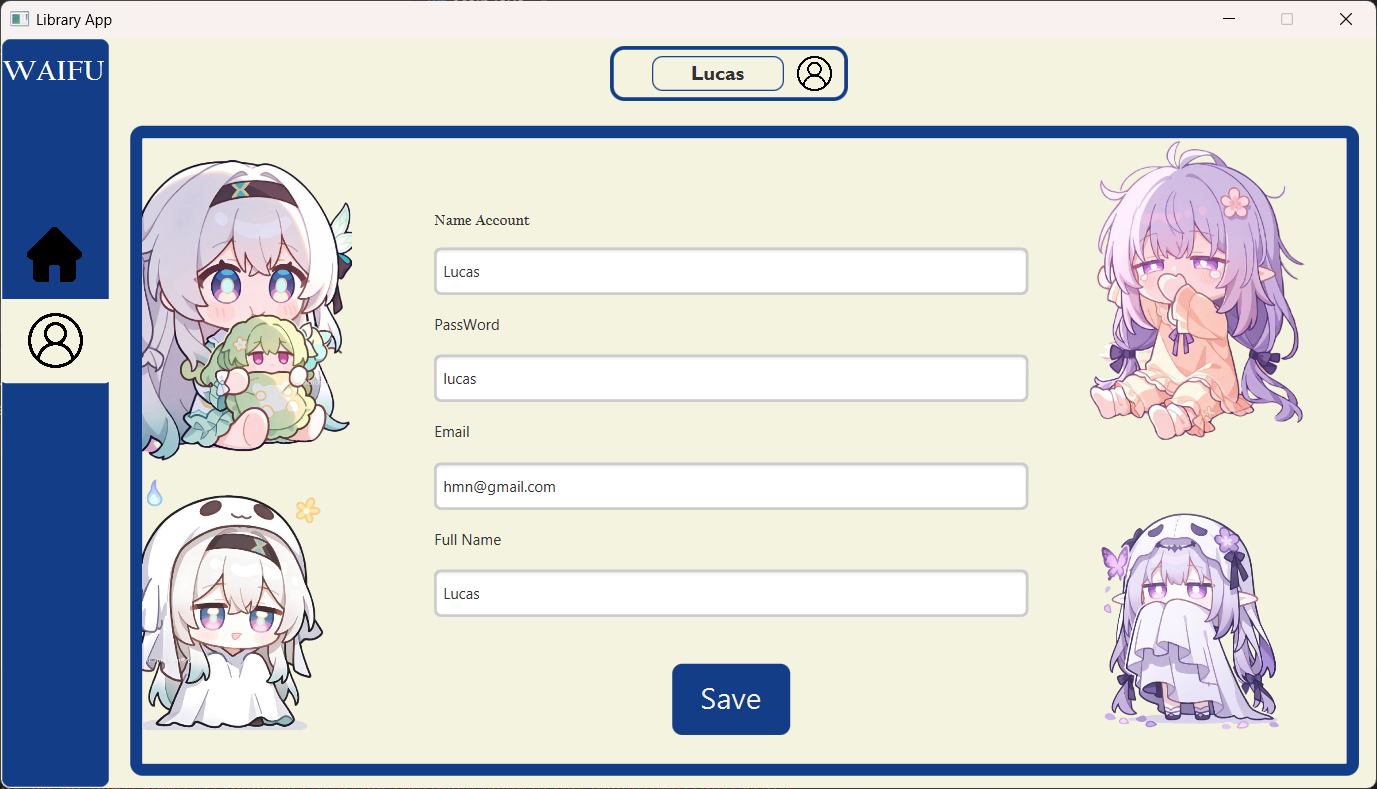 Library App
WAIFU
Lucas
Name Account
Lucas
PassWord
lucas
Email
hmn@gmail.com
Full Name
Lucas
Save